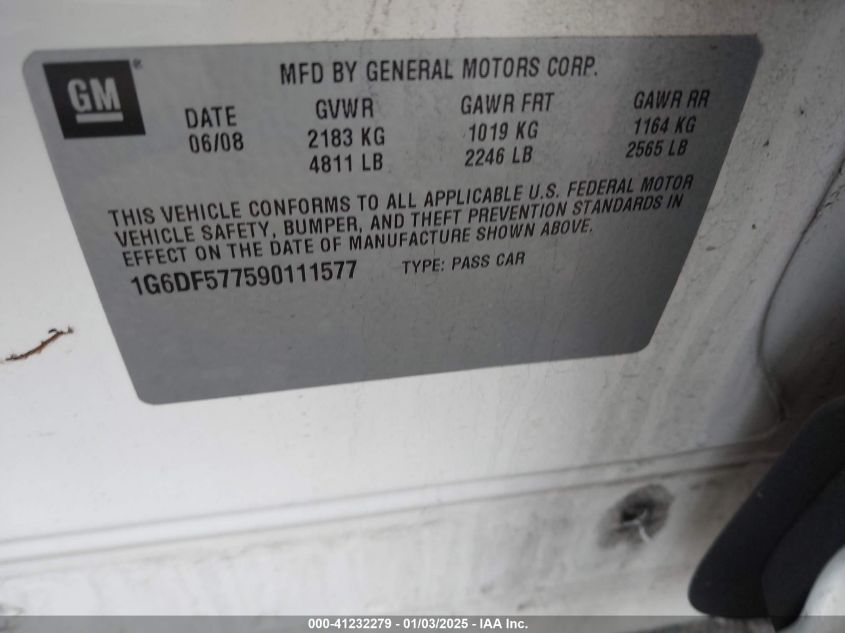 GM®
MFD BY GENERAL MOTORS CORP.
DATE GVWR GAWR FRT GAWR RR
06/08 2183 KG 1019 KG 1164 KG
4811 LB 2246 LB 2565 LB
THIS VEHICLE CONFORMS TO ALL APPLICABLE U.S. FEDERAL MOTOR
VEHICLE SAFETY, BUMPER, AND THEFT PREVENTION STANDARDS IN
EFFECT ON THE DATE OF MANUFACTURE SHOWN ABOVE.
1G6DF577590111577 TYPE: PASS CAR
000-41232279 - 01/03/2025 - IAA Inc.